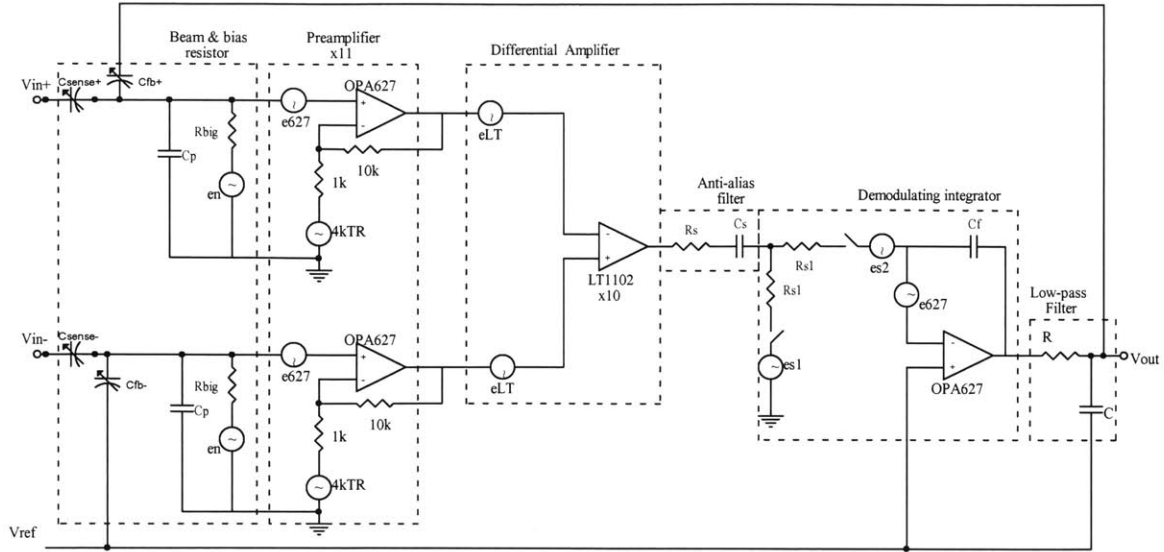 Beam & bias
resistor
Preamplifier
x11
Differential Amplifier
Vin+
Csense+
Cfb+
OPA627
e627
eLT
Rbig
Cp
10k
1k
en
4kTR
Anti-alias
filter
Demodulating integrator
Rs
Cs
Cf
LT1102
x10
Rs1
es2
Rs1
e627
Low-pass
Filter
R
Vin-
Csense-
OPA627
e627
eLT
es1
OPA627
Vout
Cfb-
Rbig
Cp
10k
C
1k
en
4kTR
Vref